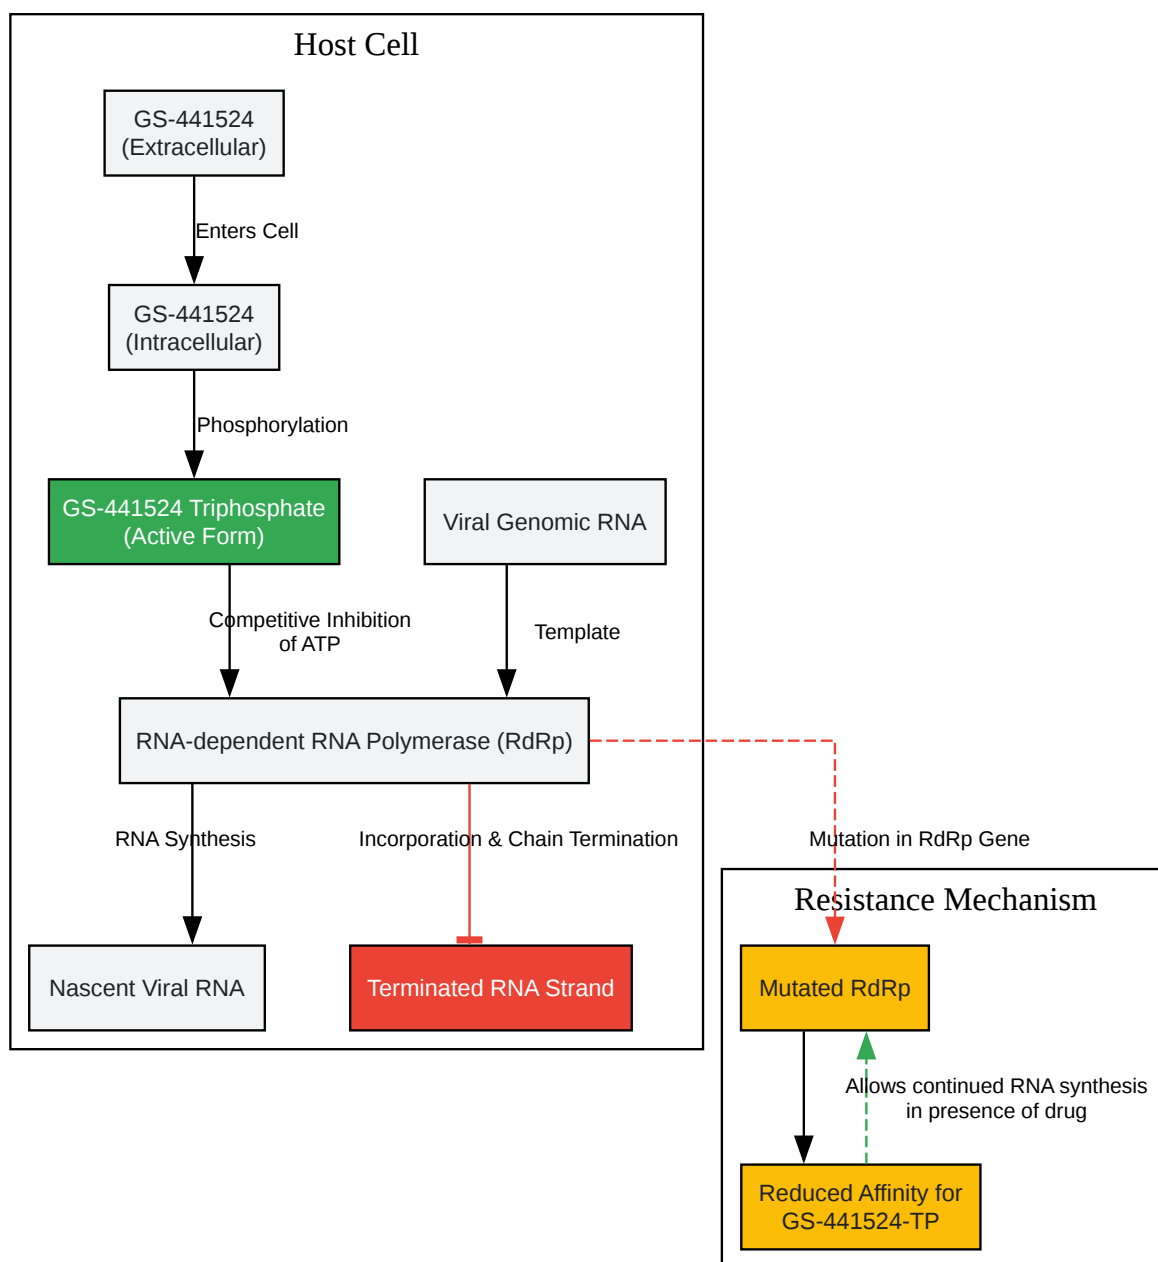 Host Cell
GS-441524
(Extracellular)
Enters Cell
GS-441524
(Intracellular)
Phosphorylation
GS-441524 Triphosphate
(Active Form)
Viral Genomic RNA
Competitive Inhibition
of ATP
Template
RNA-dependent RNA Polymerase (RdRp)
RNA Synthesis
Incorporation & Chain Termination
Mutation in RdRp Gene
Resistance Mechanism
Nascent Viral RNA
Terminated RNA Strand
Mutated RdRp
Allows continued RNA synthesis
in presence of drug
Reduced Affinity for
GS-441524-TP